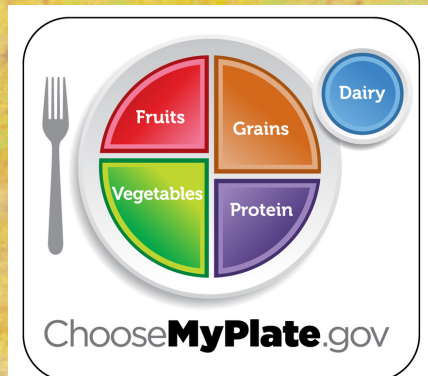 Dairy
Fruits
Grains
Vegetables
Protein
ChooseMyPlate.gov